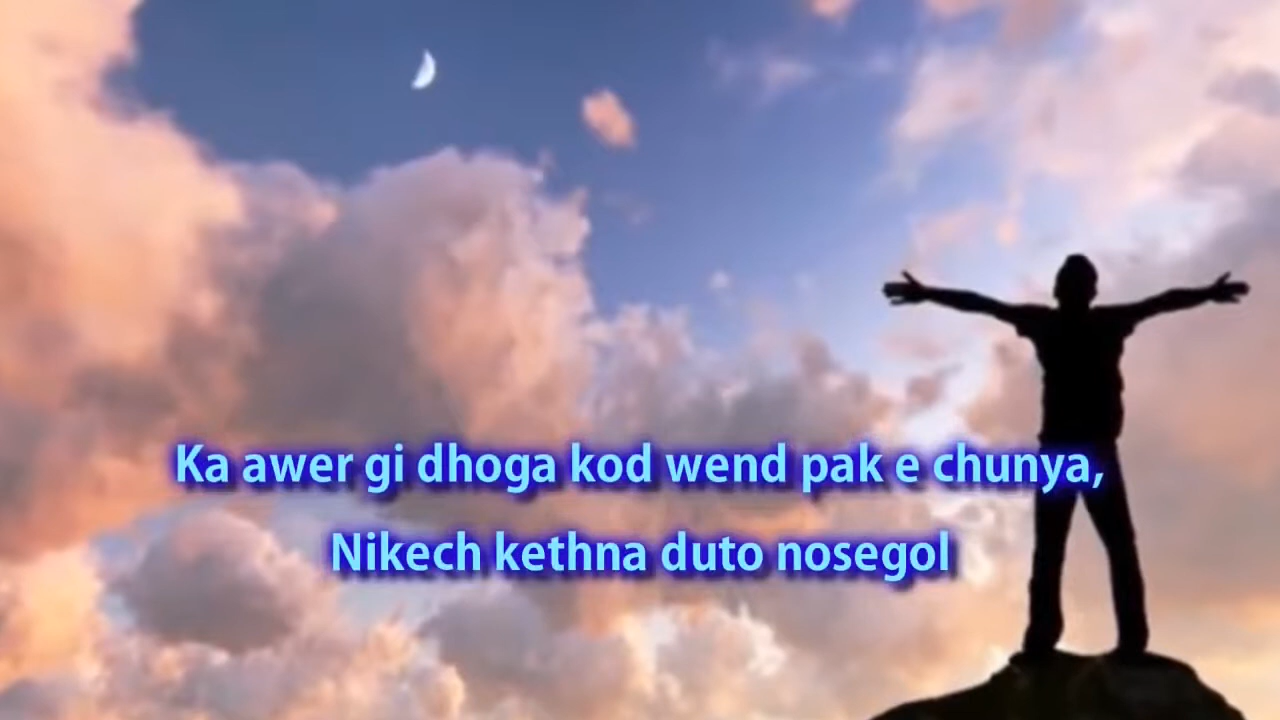 Ka awer gi dhoga kod wend pak e chunya,
Nikech kethna duto nosegol